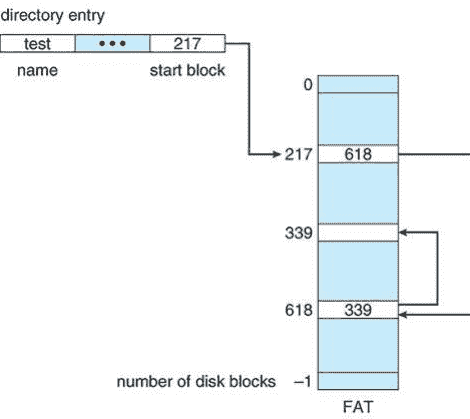 directory entry
test ••• 217
name start block
0
217 618
339
618 339
number of disk blocks –1
FAT